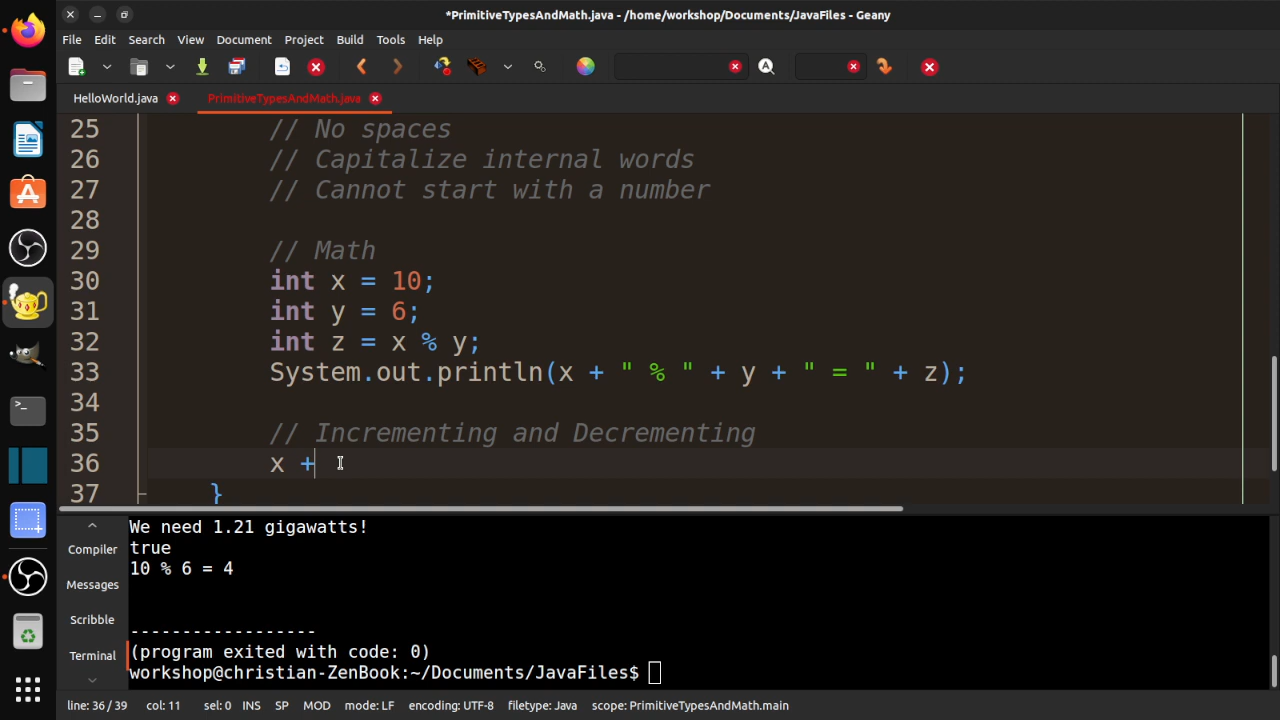 *PrimitiveTypesAndMath.java - /home/workshop/Documents/JavaFiles - Geany
File Edit Search View Document Project Build Tools Help
HelloWorld.java PrimitiveTypesAndMath.java
25 // No spaces
26 // Capitalize internal words
27 // Cannot start with a number
28
29 // Math
30 int x = 10;
31 int y = 6;
32 int z = x % y;
33 System.out.println(x + " % " + y + " = " + z);
34
35 // Incrementing and Decrementing
36 x +
37 }
Compiler
Messages
Scribble
Terminal
We need 1.21 gigawatts!
true
10 % 6 = 4
------------------
(program exited with code: 0)
workshop@christian-ZenBook:~/Documents/JavaFiles$
line: 36 / 39 col: 11 sel: 0 INS SP MOD mode: LF encoding: UTF-8 filetype: Java scope: PrimitiveTypesAndMath.main